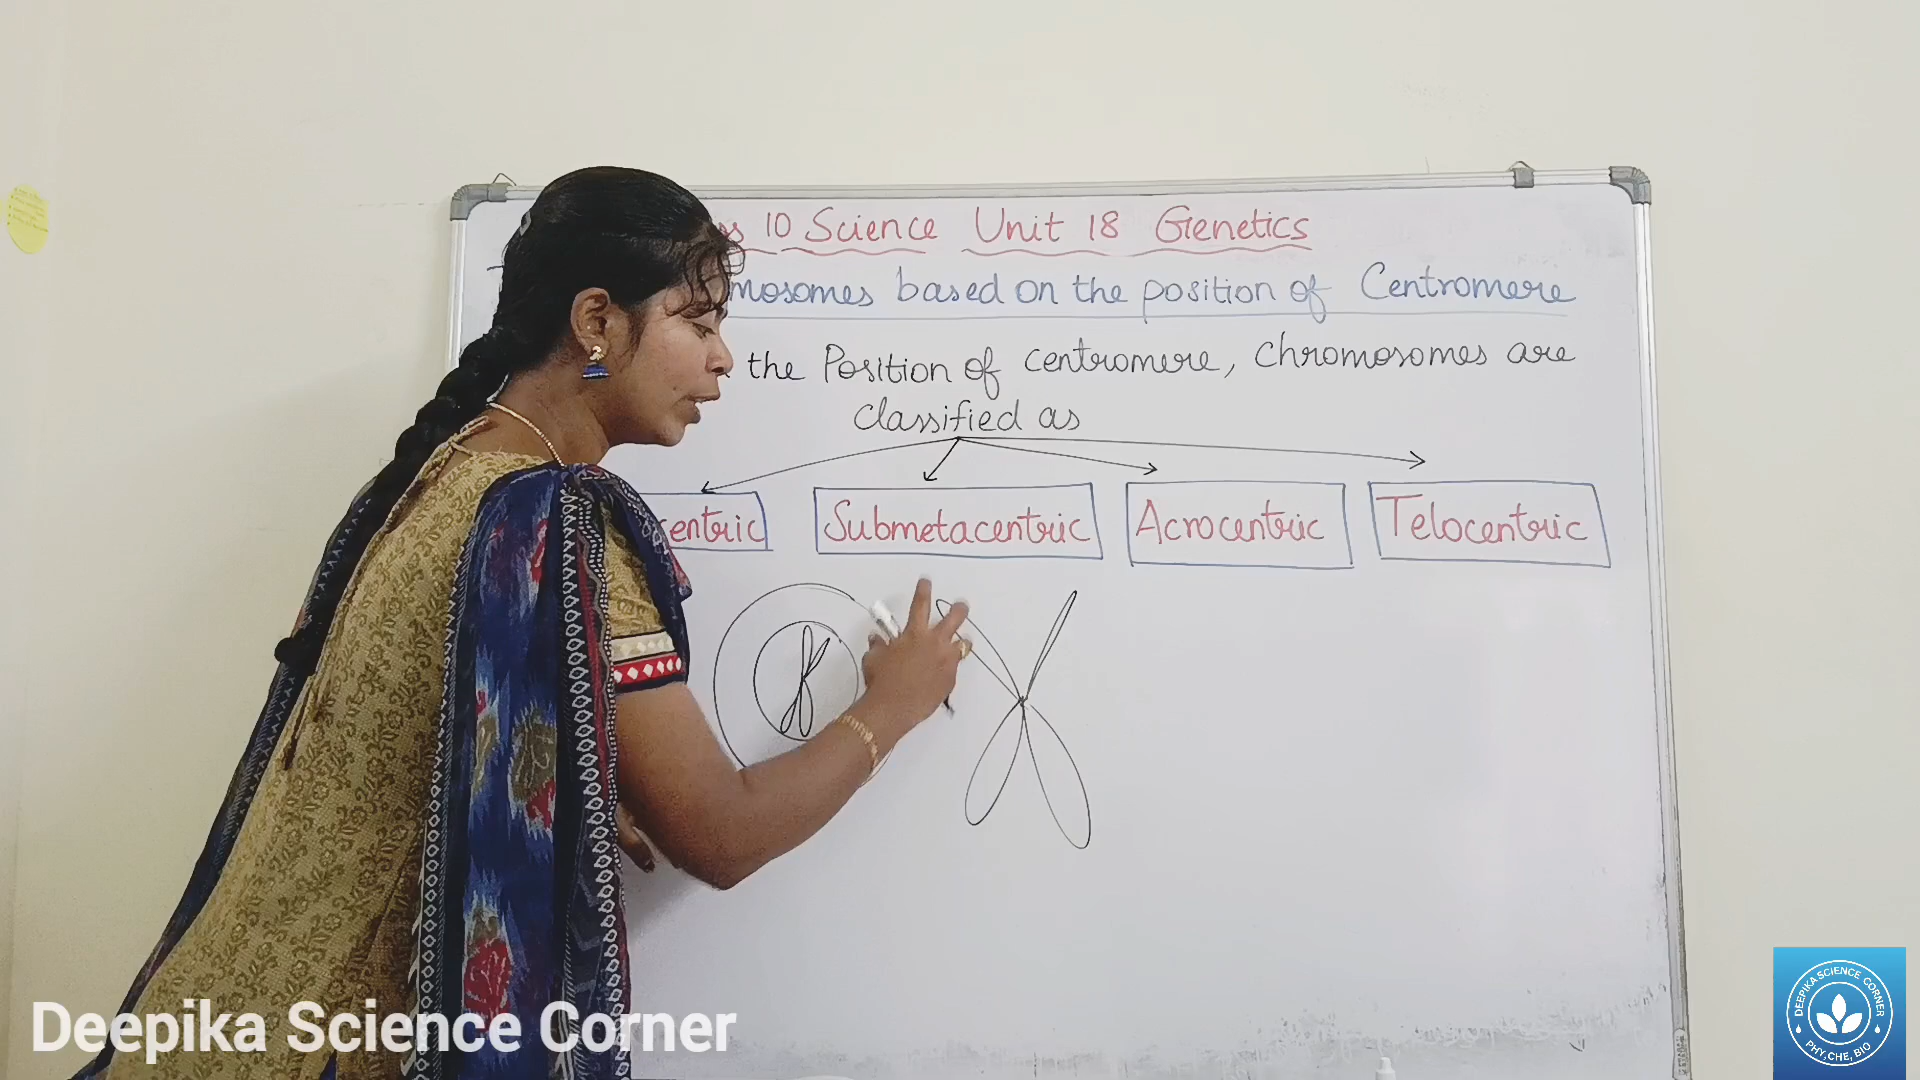 10 Science Unit 18 Genetics
based on the position of Centromere
the Position of centromere, Chromosomes are
classified as
centric Submetacentric Acrocentric Telocentric
Deepika Science Corner
DEEPIKA SCIENCE CORNER
PHY, CHE, BIO